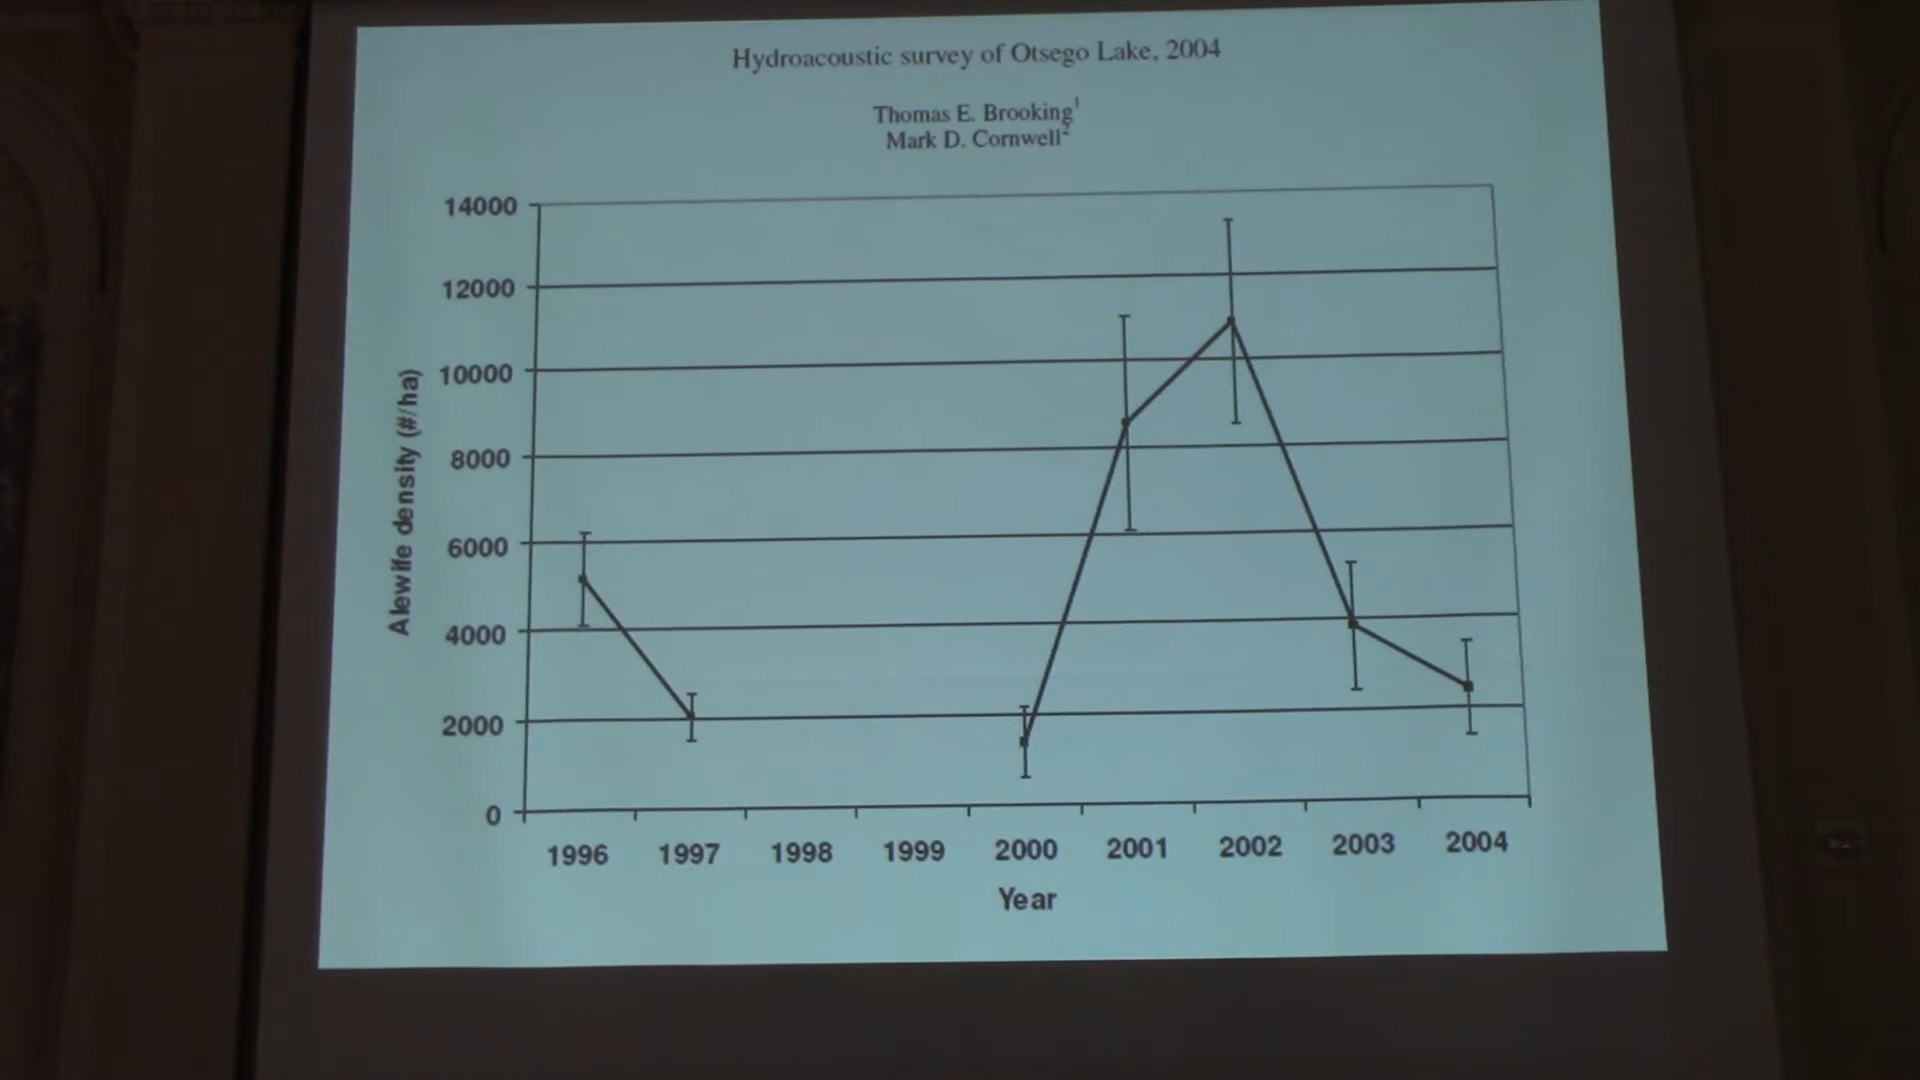 Hydroacoustic survey of Otsego Lake, 2004
Thomas E. Brooking1
Mark D. Cornwell2
14000
12000
10000
8000
6000
4000
2000
0
Alewife density (#/ha)
1996 1997 1998 1999 2000 2001 2002 2003 2004
Year